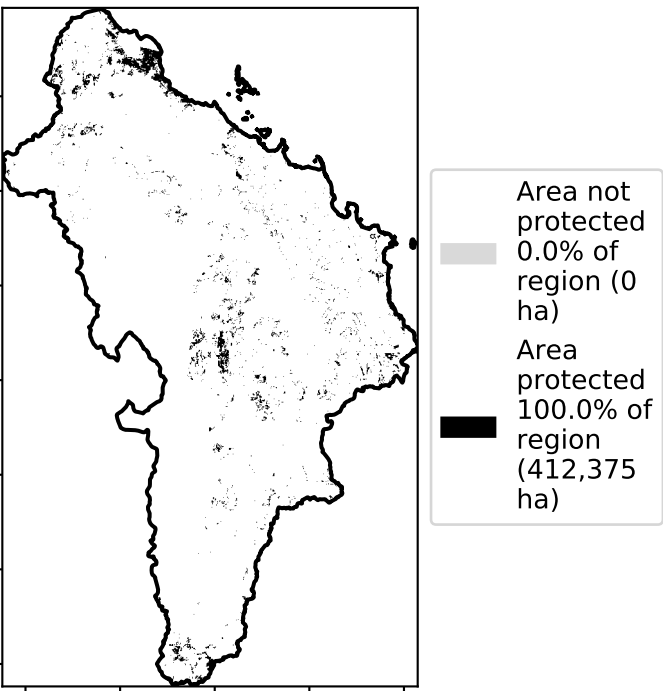 Area not
protected
0.0% of
region (0
ha)
Area
protected
100.0% of
region
(412,375
ha)